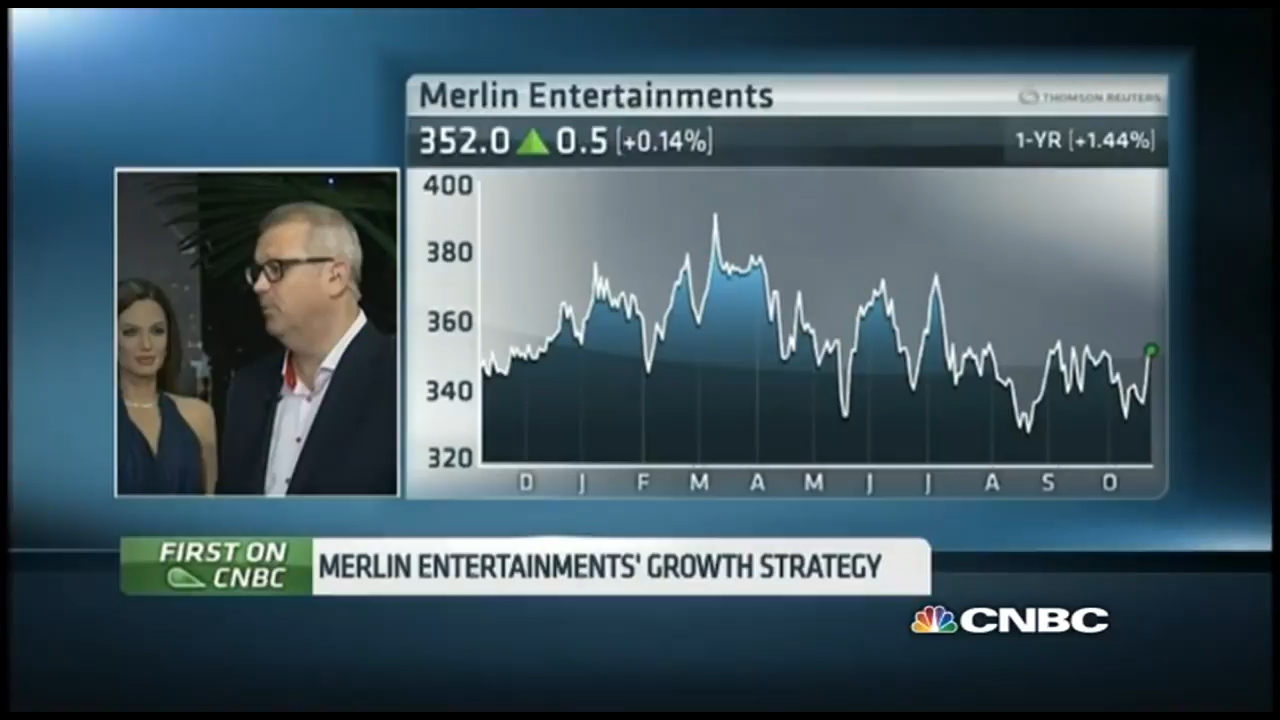 Merlin Entertainments
THOMSON REUTERS
352.0 0.5 [+0.14%]
1-YR [+1.44%]
400
380
360
340
320
D J F M A M J J A S O
FIRST ON
CNBC
MERLIN ENTERTAINMENTS' GROWTH STRATEGY
CNBC